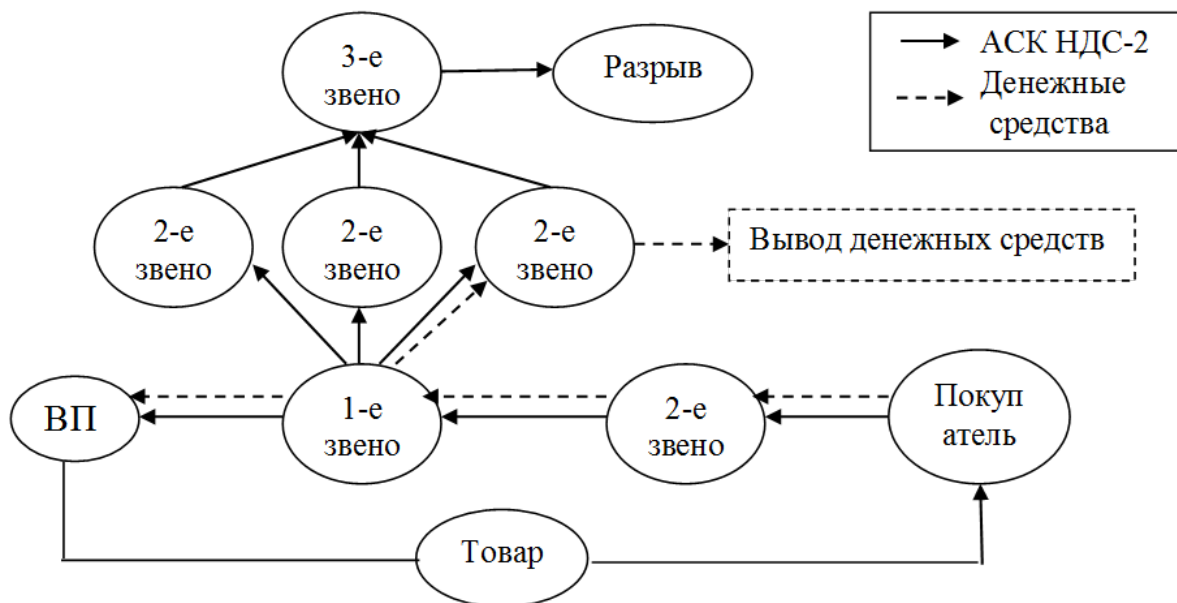 3-е
звено
Разрыв
АСК НДС-2
Денежные
средства
2-е
звено
2-е
звено
2-е
звено
Вывод денежных средств
ВП
1-е
звено
2-е
звено
Покуп
атель
Товар